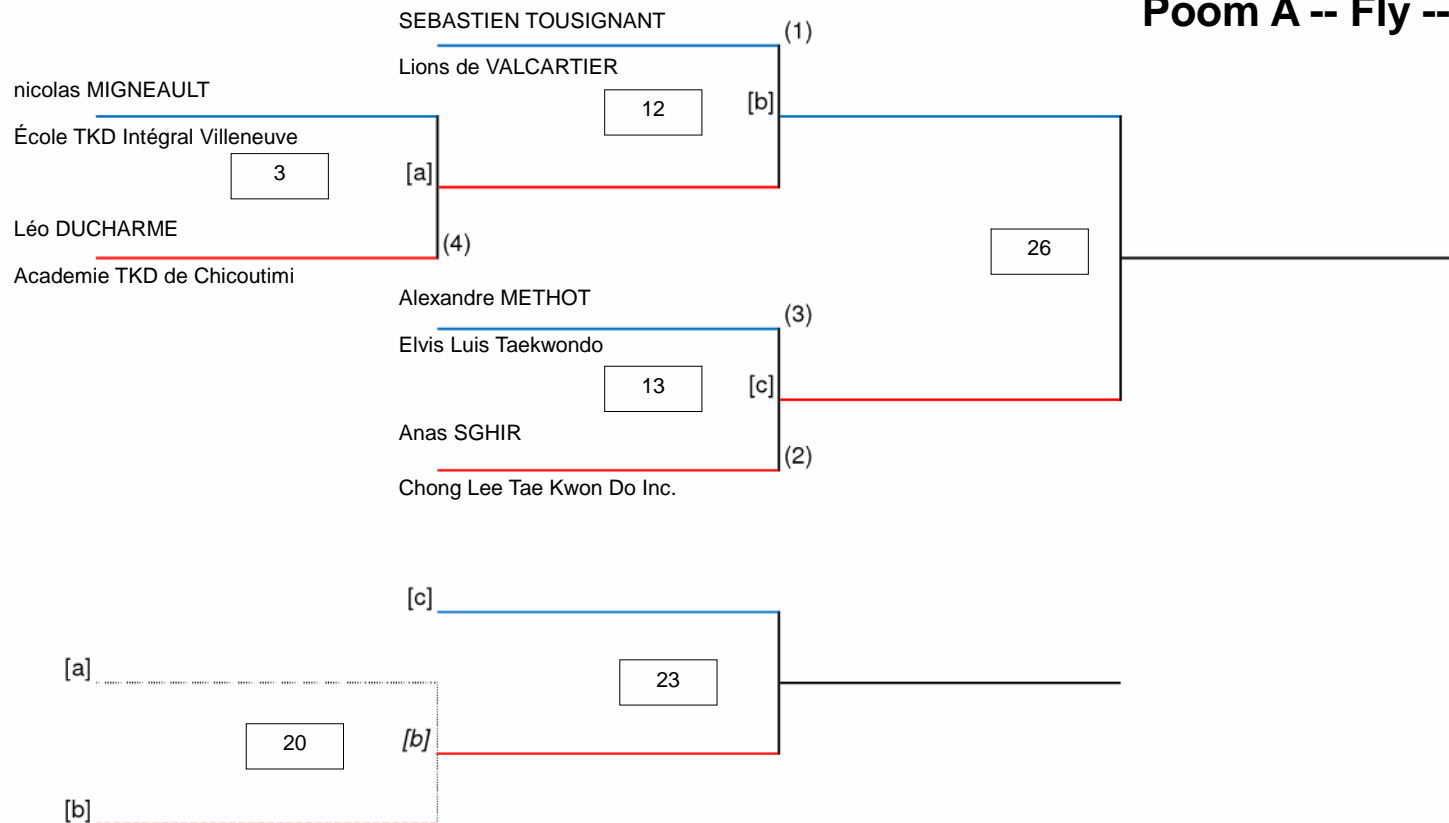 Poom A -- Fly --
SEBASTIEN TOUSIGNANT
(1)
Lions de VALCARTIER
nicolas MIGNEAULT
12
[b]
École TKD Intégral Villeneuve
3
[a]
Léo DUCHARME
(4)
26
Academie TKD de Chicoutimi
Alexandre METHOT
(3)
Elvis Luis Taekwondo
13
[c]
Anas SGHIR
(2)
Chong Lee Tae Kwon Do Inc.
[c]
[a]
23
20
[b]
[b]